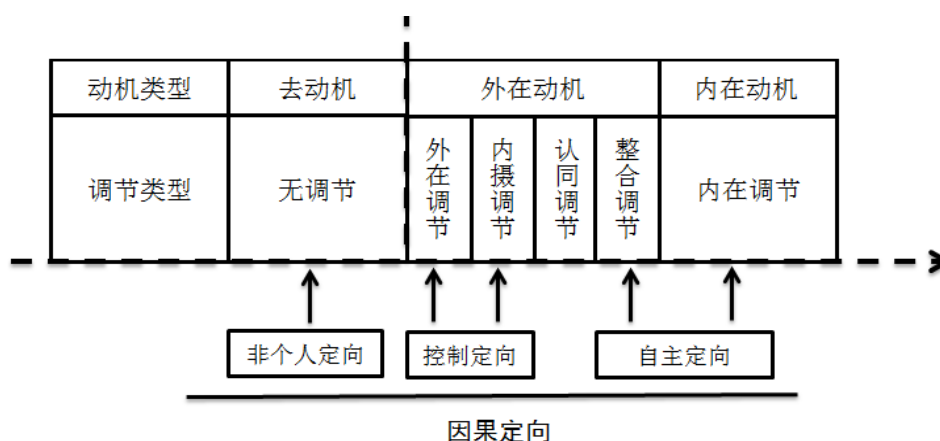 动机类型 去动机 外在动机 内在动机
调节类型 无调节 外在调节 内摄调节 认同调节 整合调节 内在调节
非个人定向 控制定向 自主定向
因果定向